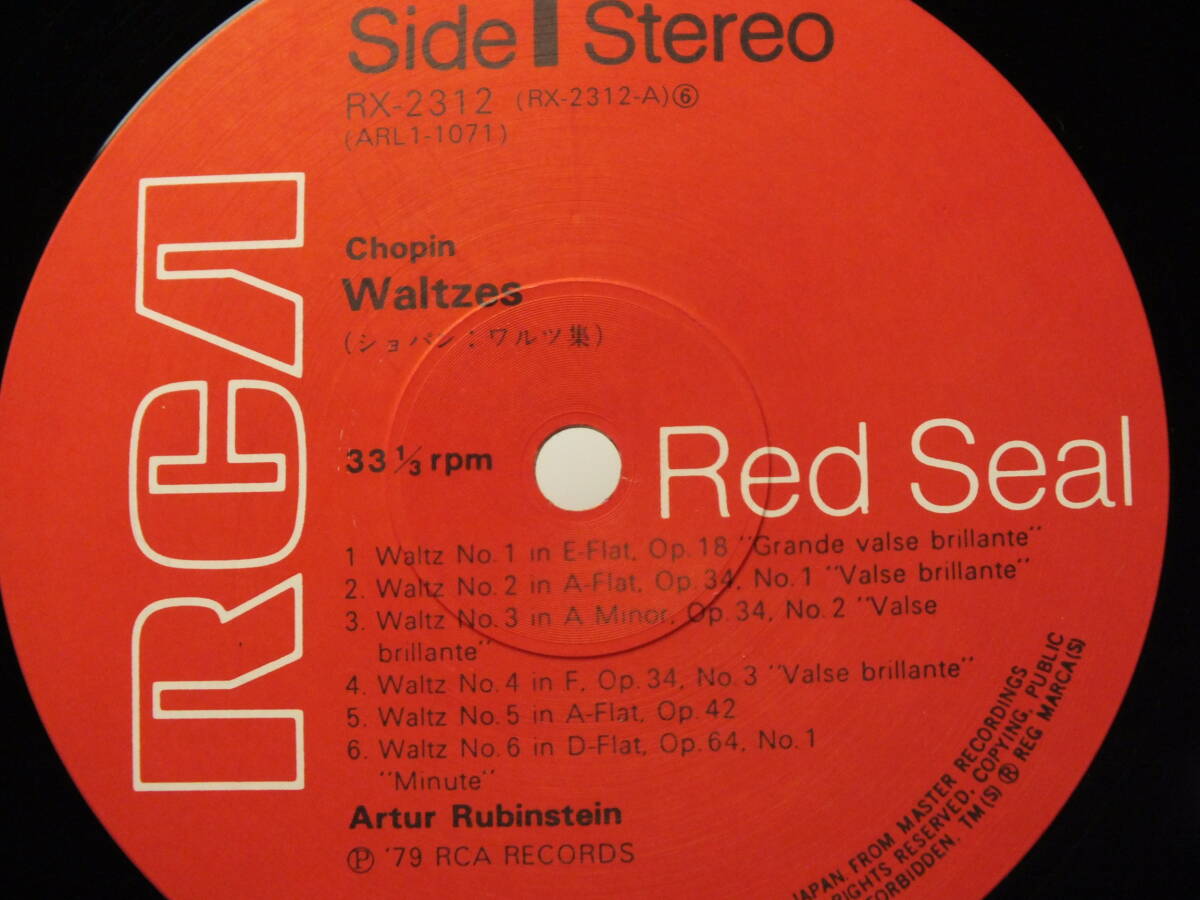 Side 1 Stereo
RX-2312 (RX-2312-A)⑥
(ARL1-1071)
RCA
Chopin
Waltzes
(ショパン:ワルツ集)
33 1/3 rpm
Red Seal
1 Waltz No.1 in E-Flat, Op.18 "Grande valse brillante"
2. Waltz No.2 in A-Flat, Op.34, No.1 "Valse brillante"
3. Waltz No.3 in A Minor, Op.34, No.2 "Valse
brillante"
4. Waltz No.4 in F, Op.34, No.3 "Valse brillante"
5. Waltz No.5 in A-Flat, Op.42
6. Waltz No.6 in D-Flat, Op.64, No.1
"Minute"
Artur Rubinstein
Ⓟ '79 RCA RECORDS
JAPAN. FROM MASTER RECORDINGS
RIGHTS RESERVED. COPYING, PUBLIC
FORBIDDEN. TM(S) ® REG MARCA(S)